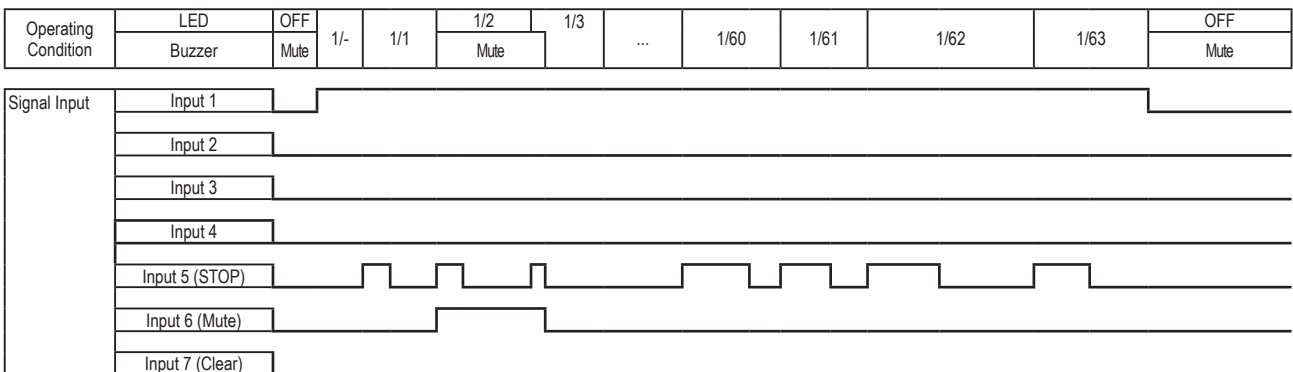 Operating Condition LED OFF 1/- 1/1 1/2 1/3 ... 1/60 1/61 1/62 1/63 OFF
Buzzer Mute Mute Mute
Signal Input Input 1
Input 2
Input 3
Input 4
Input 5 (STOP)
Input 6 (Mute)
Input 7 (Clear)